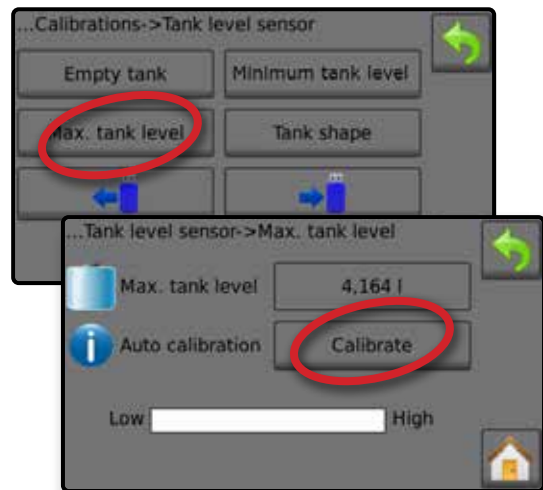 ...Calibrations->Tank level sensor
Empty tank
Minimum tank level
Max. tank level
Tank shape
...Tank level sensor->Max. tank level
Max. tank level
4,164 l
Auto calibration
Calibrate
Low
High